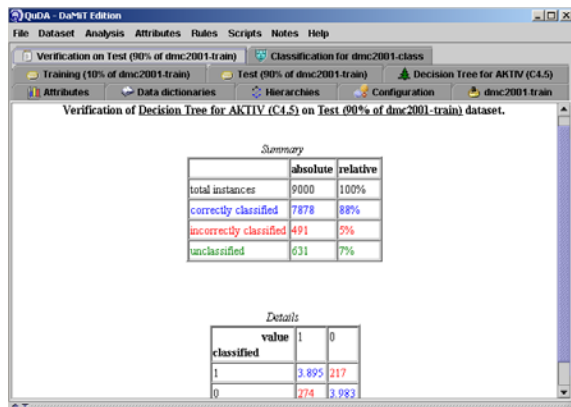 QuDA - DaMiT Edition
File Dataset Analysis Attributes Rules Scripts Notes Help
Verification on Test (90% of dmc2001-train) Classification for dmc2001-class
Training (10% of dmc2001-train) Test (90% of dmc2001-train) Decision Tree for AKTIV (C4.5)
Attributes Data dictionaries Hierarchies Configuration dmc2001-train
Verification of Decision Tree for AKTIV (C4.5) on Test (90% of dmc2001-train) dataset.
Summary
absolute relative
total instances 9000 100%
correctly classified 7878 88%
incorrectly classified 491 5%
unclassified 631 7%
Details
value 1 0
classified
1 3.895 217
0 274 3.983